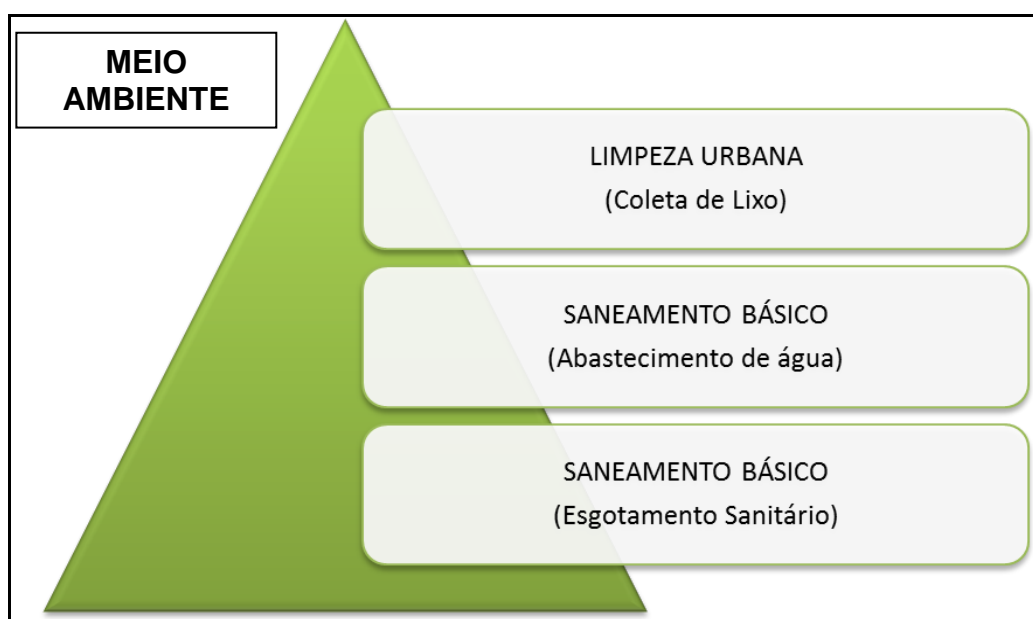 MEIO
AMBIENTE
LIMPEZA URBANA
(Coleta de Lixo)
SANEAMENTO BÁSICO
(Abastecimento de água)
SANEAMENTO BÁSICO
(Esgotamento Sanitário)